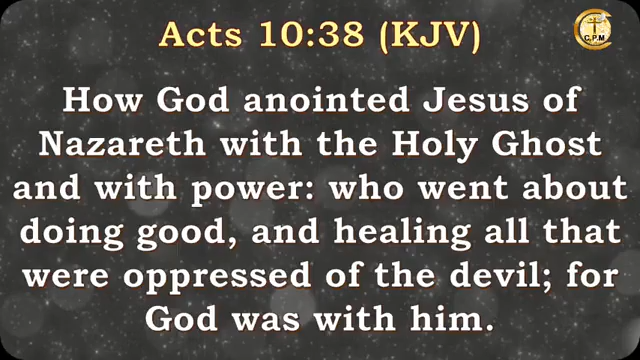 Acts 10:38 (KJV)
C.P.M
How God anointed Jesus of
Nazareth with the Holy Ghost
and with power: who went about
doing good, and healing all that
were oppressed of the devil; for
God was with him.